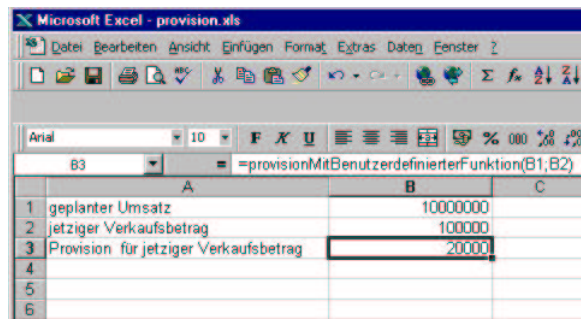 Microsoft Excel - provision.xls
Datei Bearbeiten Ansicht Einfügen Format Extras Daten Fenster ?
Arial 10 F K U % 000
B3 = =provisionMitBenutzerdefinierterFunktion(B1;B2)
A B C
1 geplanter Umsatz 10000000
2 jetziger Verkaufsbetrag 100000
3 Provision für jetziger Verkaufsbetrag 20000
4
5
6